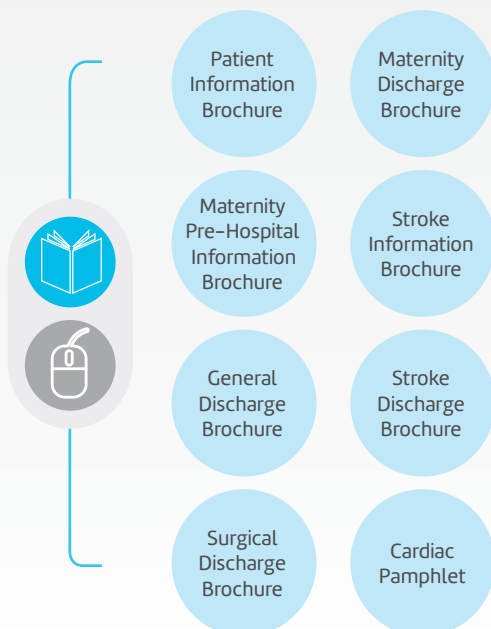 Patient
Information
Brochure
Maternity
Discharge
Brochure
Maternity
Pre-Hospital
Information
Brochure
Stroke
Information
Brochure
General
Discharge
Brochure
Stroke
Discharge
Brochure
Surgical
Discharge
Brochure
Cardiac
Pamphlet